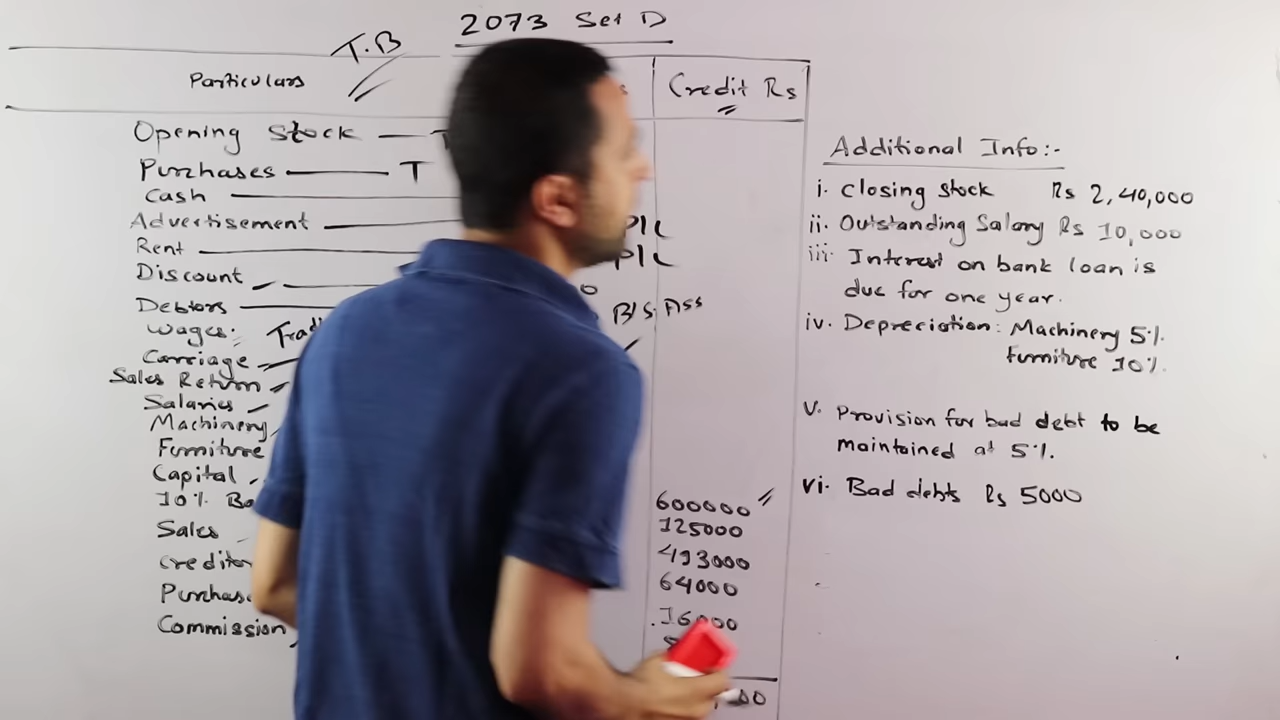 2073 Set D
T.B
Particulars
Credit Rs
Opening stock
Purchases T
Cash
Advertisement P/L
Rent P/L
Discount
Debtors B/S Ass
Wages:
Carriage
Sales Return
Salaries
Machinery
Furniture
Capital
10%
Sales
Commission
600000
125000
493000
64000
16000
Additional Info:-
i. Closing stock Rs 2,40,000
ii. Outstanding Salary Rs 10,000
iii. Interest on bank loan is
due for one year.
iv. Depreciation: Machinery 5%.
Furniture 10%.
v. Provision for bad debt to be
maintained at 5%.
vi. Bad debts Rs 5000